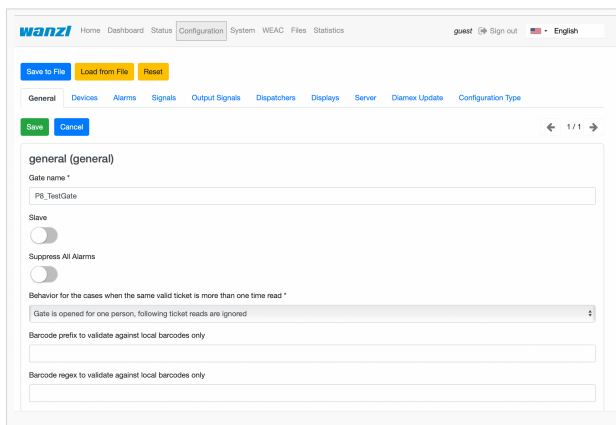 wanzl Home Dashboard Status Configuration System WEAC Files Statistics guest Sign out English
Save to File Load from File Reset
General Devices Alarms Signals Output Signals Dispatchers Displays Server Diamex Update Configuration Type
Save Cancel 1 / 1
general (general)
Gate name *
P8_TestGate
Slave
Suppress All Alarms
Behavior for the cases when the same valid ticket is more than one time read *
Gate is opened for one person, following ticket reads are ignored
Barcode prefix to validate against local barcodes only
Barcode regex to validate against local barcodes only